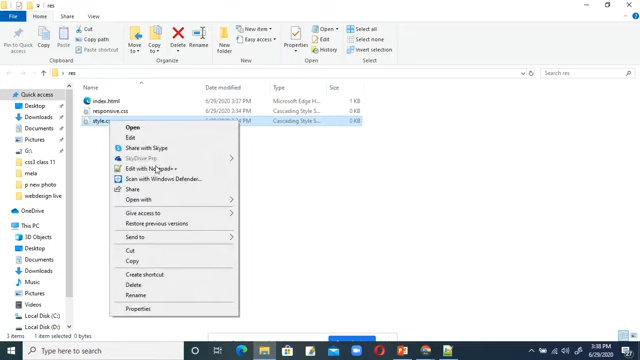 res
File
Home
Share
View
Pin to Quick access
Copy
Paste
Cut
Copy path
Paste shortcut
Move to
Copy to
Delete
Rename
New folder
New item
Easy access
Properties
Open
Edit
History
Select all
Select none
Invert selection
Clipboard
Organize
New
Open
Select
res
Search res
Name
Date modified
Type
Size
index.html 6/29/2020 3:37 PM Microsoft Edge H... 1 KB
responsive.css 6/29/2020 3:34 PM Cascading Style S... 0 KB
style.c 3:34 PM Cascading Style S... 0 KB
Quick access
Desktop
Downloads
Documents
Pictures
G:\
css3 class 11
mela
p new photo
webdesign live
OneDrive
This PC
3D Objects
Desktop
Documents
Downloads
Music
Pictures
Videos
Local Disk (C:)
Local Disk (D:)
Open
Edit
Share with Skype
SkyDrive Pro
Edit with Notepad++
Scan with Windows Defender...
Share
Open with
Give access to
Restore previous versions
Send to
Cut
Copy
Create shortcut
Delete
Rename
Properties
3 items
1 item selected 0 bytes
Type here to search
3:38 PM
6/29/2020